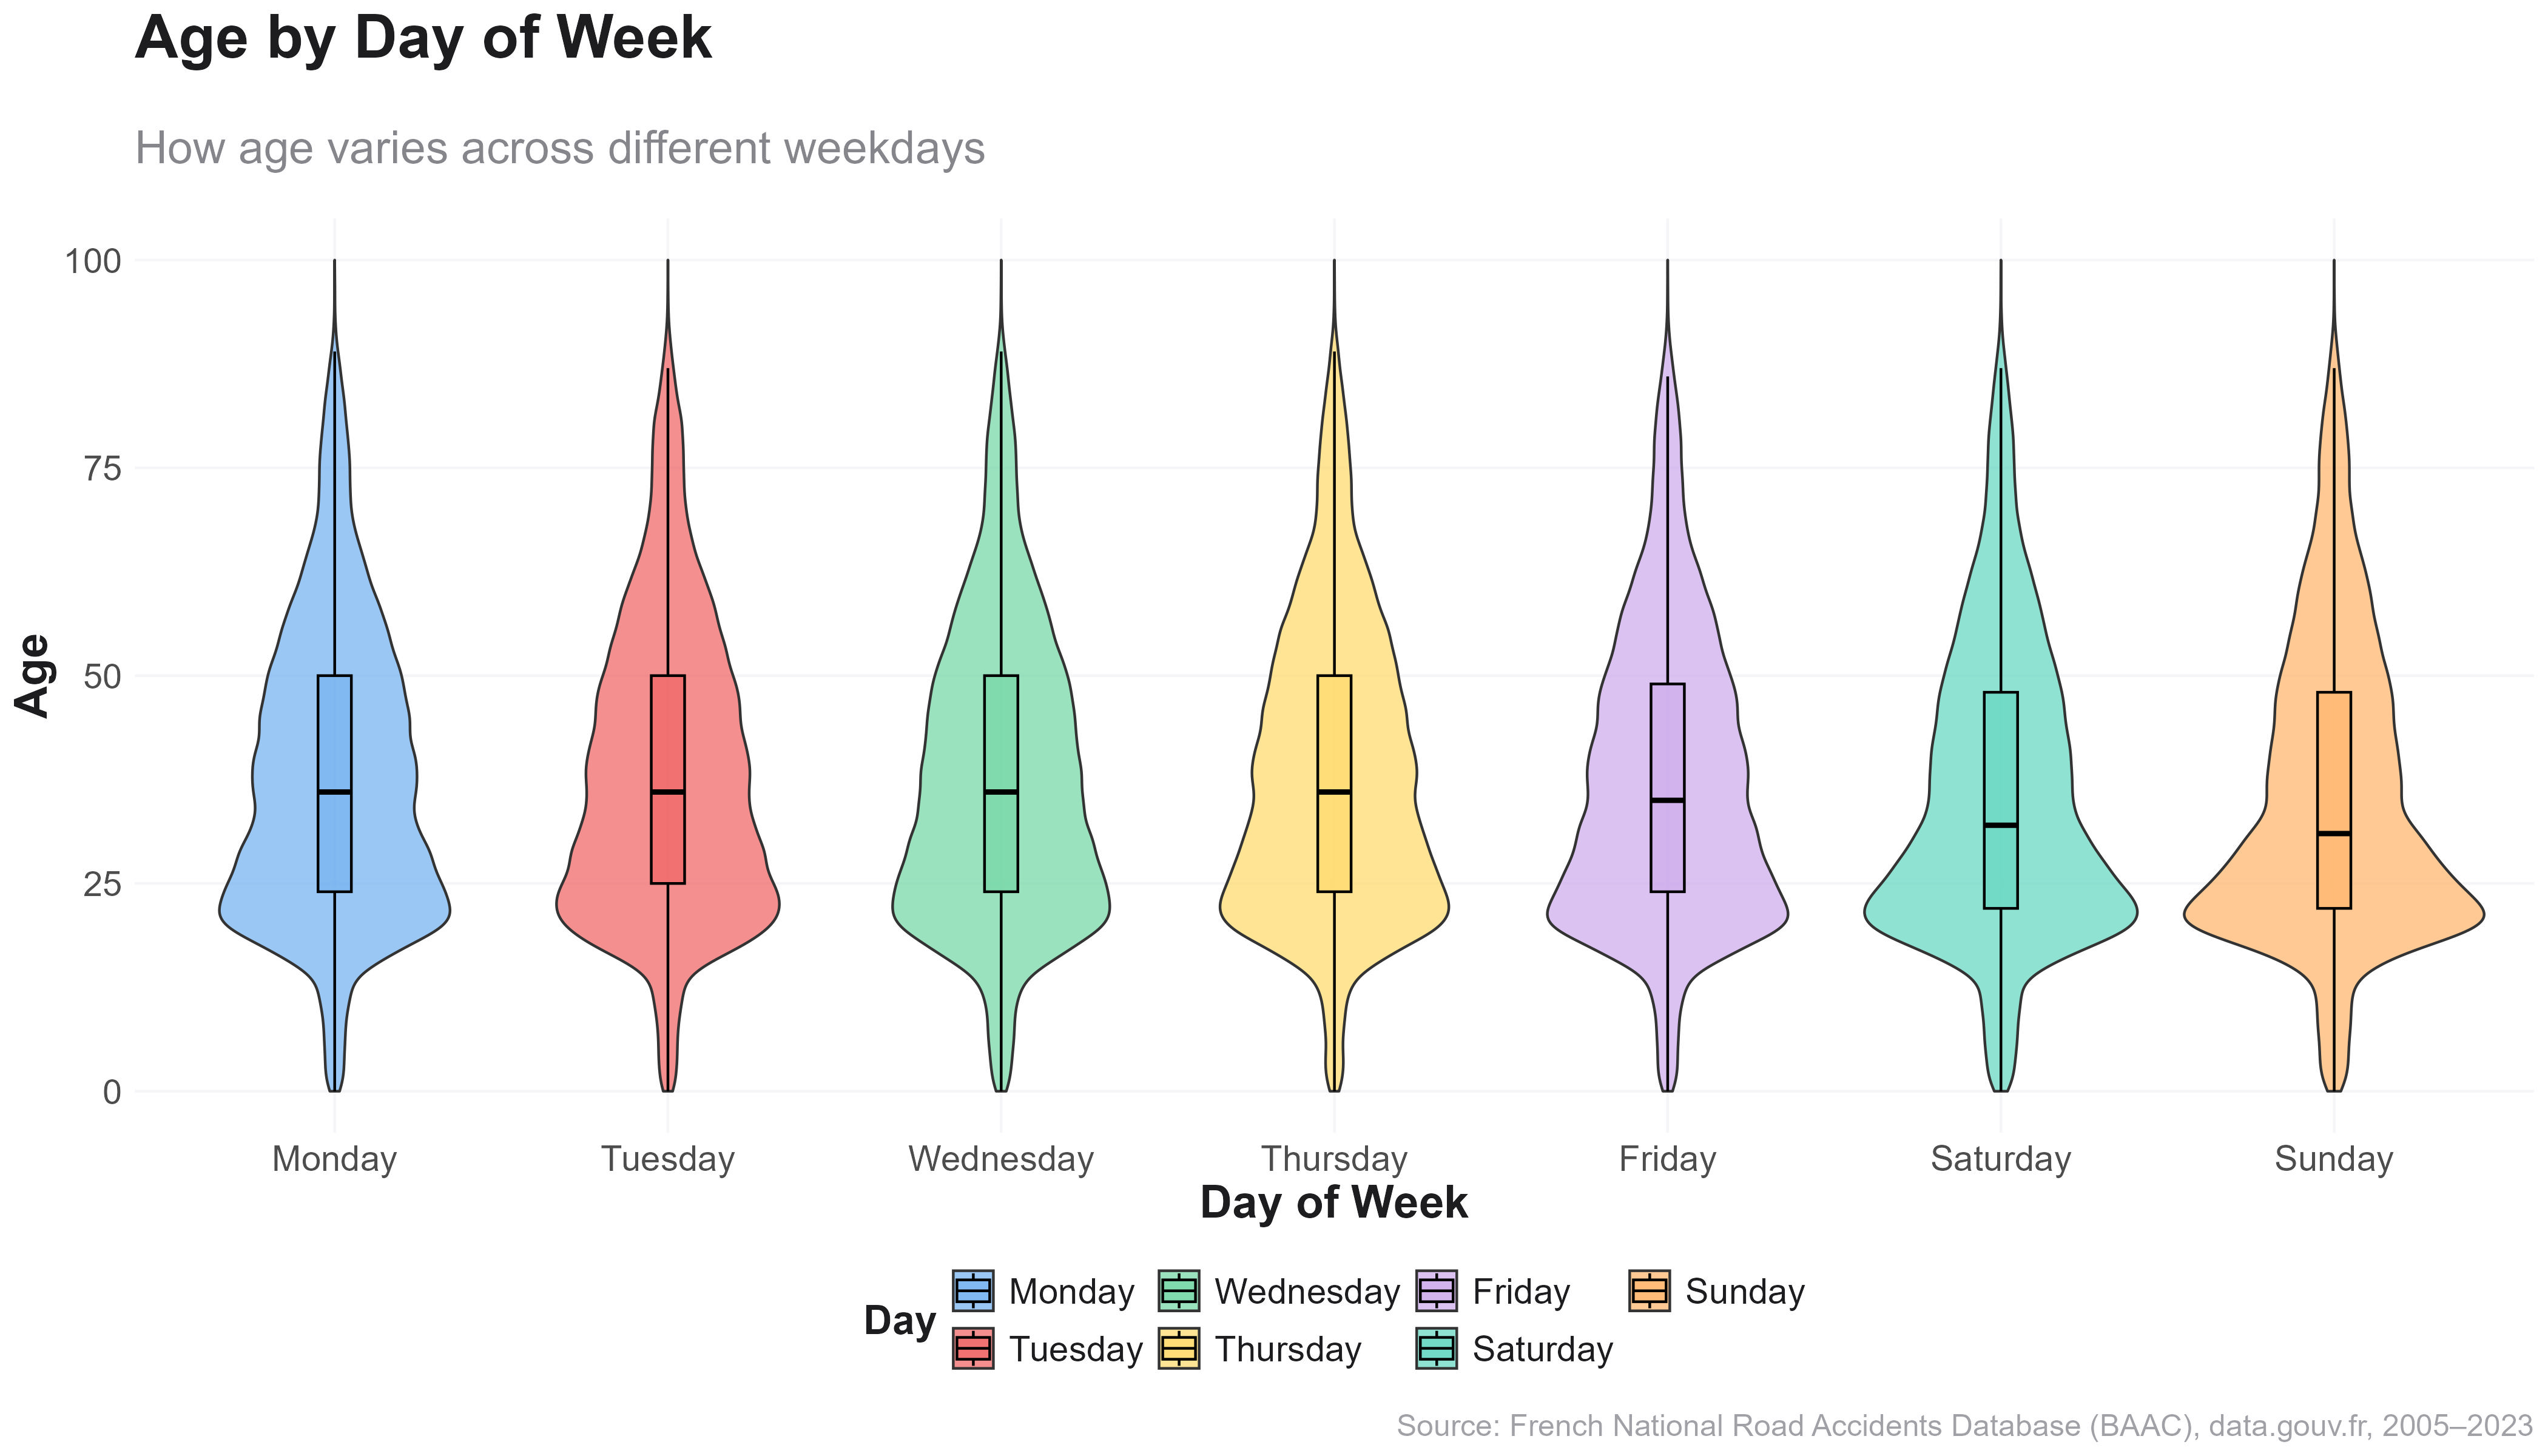 Age by Day of Week
How age varies across different weekdays
Age
100
75
50
25
0
Monday Tuesday Wednesday Thursday Friday Saturday Sunday
Day of Week
Day
Monday Wednesday Friday Sunday
Tuesday Thursday Saturday
Source: French National Road Accidents Database (BAAC), data.gouv.fr, 2005–2023